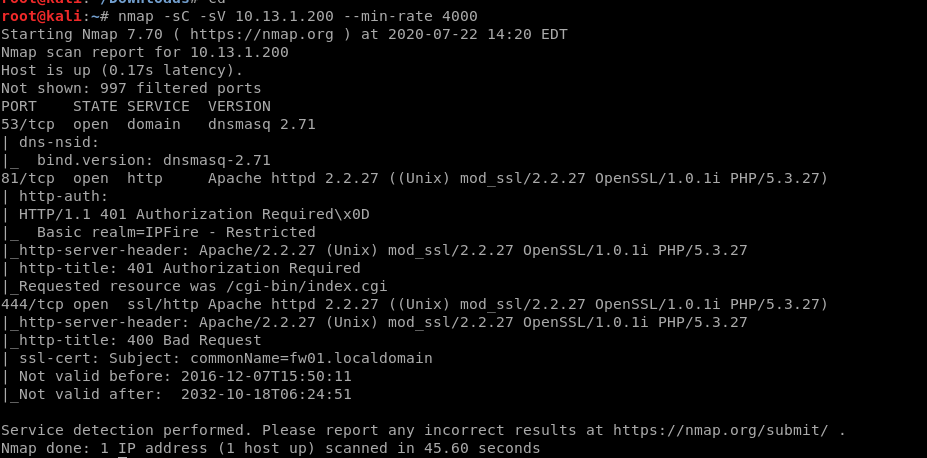 root@kali:~/Downloads# cd
root@kali:~# nmap -sC -sV 10.13.1.200 --min-rate 4000
Starting Nmap 7.70 ( https://nmap.org ) at 2020-07-22 14:20 EDT
Nmap scan report for 10.13.1.200
Host is up (0.17s latency).
Not shown: 997 filtered ports
PORT    STATE SERVICE  VERSION
53/tcp  open  domain   dnsmasq 2.71
| dns-nsid:
|_  bind.version: dnsmasq-2.71
81/tcp  open  http     Apache httpd 2.2.27 ((Unix) mod_ssl/2.2.27 OpenSSL/1.0.1i PHP/5.3.27)
| http-auth:
| HTTP/1.1 401 Authorization Required\x0D
|_  Basic realm=IPFire - Restricted
|_http-server-header: Apache/2.2.27 (Unix) mod_ssl/2.2.27 OpenSSL/1.0.1i PHP/5.3.27
| http-title: 401 Authorization Required
|_Requested resource was /cgi-bin/index.cgi
444/tcp open  ssl/http Apache httpd 2.2.27 ((Unix) mod_ssl/2.2.27 OpenSSL/1.0.1i PHP/5.3.27)
|_http-server-header: Apache/2.2.27 (Unix) mod_ssl/2.2.27 OpenSSL/1.0.1i PHP/5.3.27
|_http-title: 400 Bad Request
| ssl-cert: Subject: commonName=fw01.localdomain
| Not valid before: 2016-12-07T15:50:11
|_Not valid after:  2032-10-18T06:24:51
Service detection performed. Please report any incorrect results at https://nmap.org/submit/ .
Nmap done: 1 IP address (1 host up) scanned in 45.60 seconds